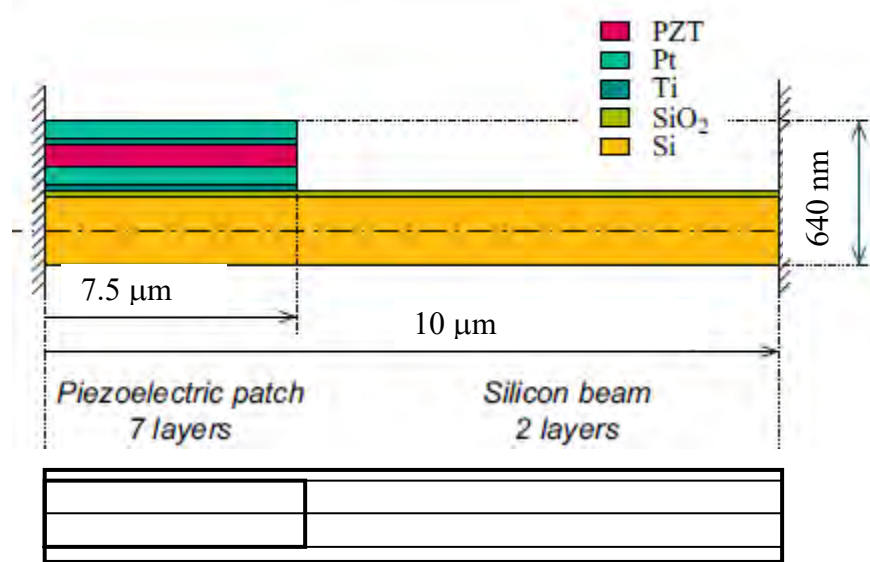 PZT
Pt
Ti
SiO₂
Si
640 nm
7.5 μm
10 μm
Piezoelectric patch
7 layers
Silicon beam
2 layers